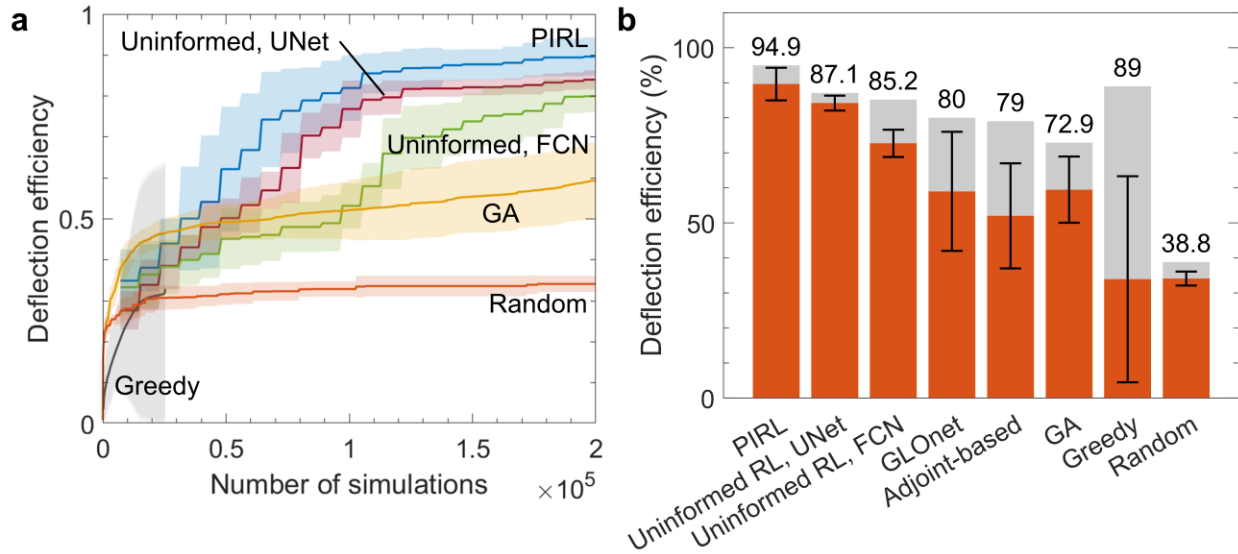 a
1
0.5
0
Deflection efficiency
Uninformed, UNet
PIRL
Uninformed, FCN
GA
Random
Greedy
0
0.5
1
1.5
2
Number of simulations
×10⁵
b
100
50
0
Deflection efficiency (%)
94.9
87.1
85.2
80
79
72.9
89
38.8
PIRL
Uninformed RL, UNet
Uninformed RL, FCN
GLOnet
Adjoint-based
GA
Greedy
Random